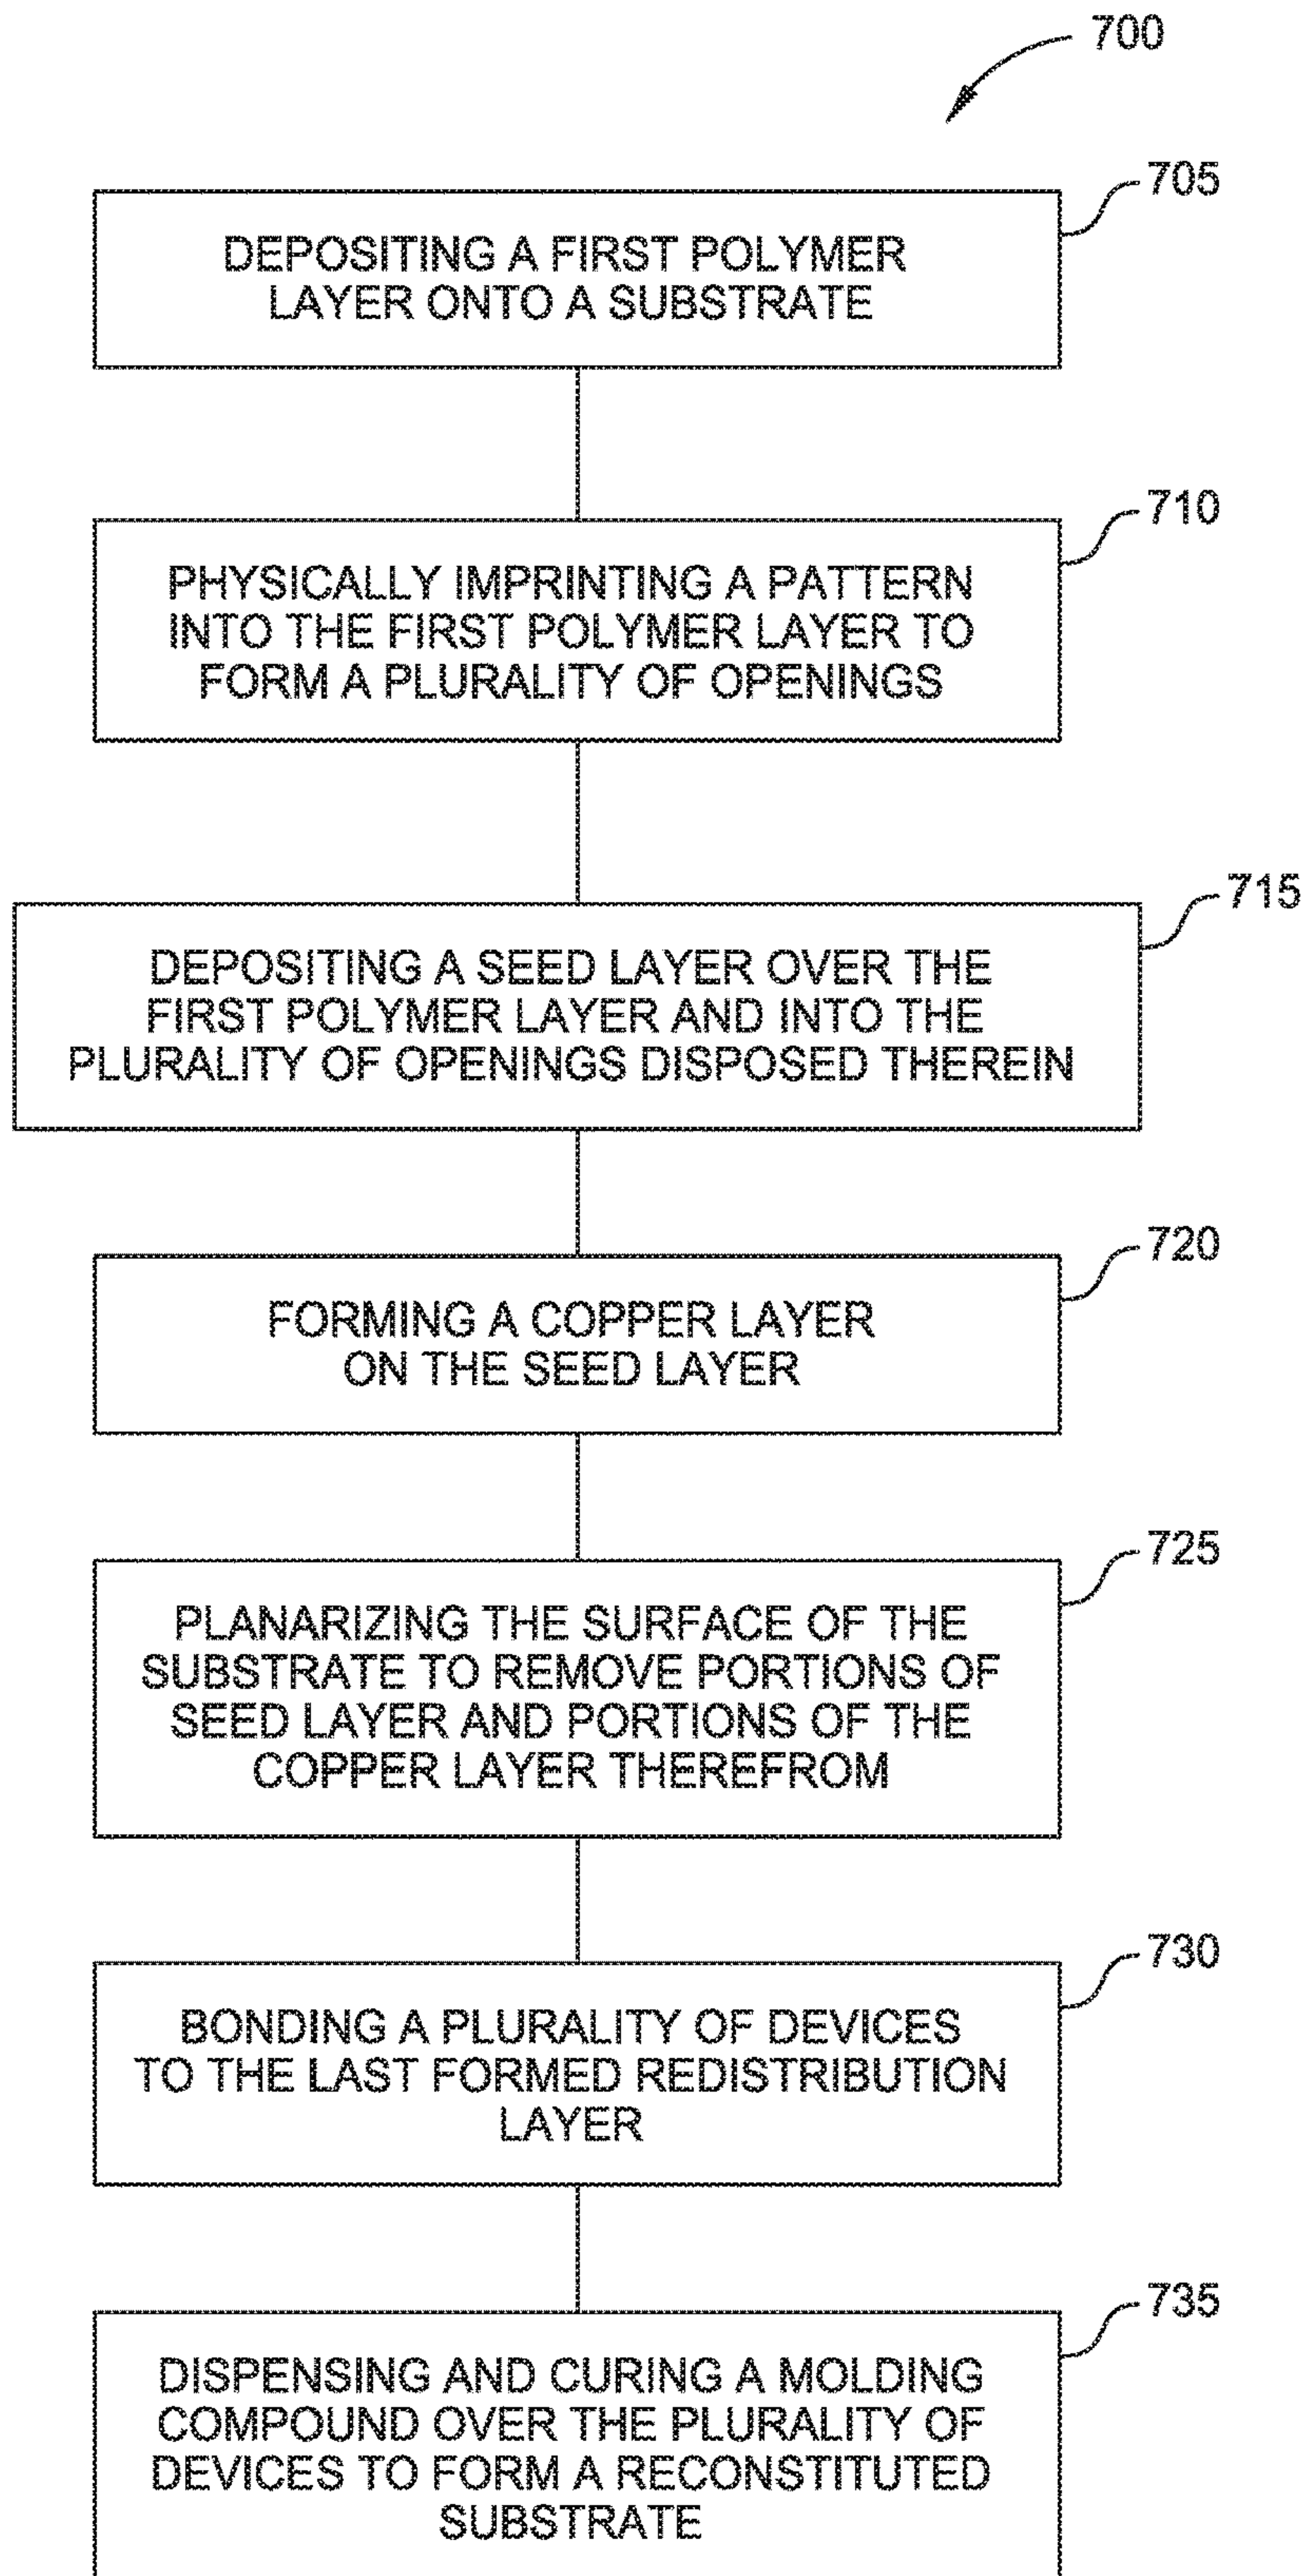 700
705
DEPOSITING A FIRST POLYMER
LAYER ONTO A SUBSTRATE
710
PHYSICALLY IMPRINTING A PATTERN
INTO THE FIRST POLYMER LAYER TO
FORM A PLURALITY OF OPENINGS
715
DEPOSITING A SEED LAYER OVER THE
FIRST POLYMER LAYER AND INTO THE
PLURALITY OF OPENINGS DISPOSED THEREIN
720
FORMING A COPPER LAYER
ON THE SEED LAYER
725
PLANARIZING THE SURFACE OF THE
SUBSTRATE TO REMOVE PORTIONS OF
SEED LAYER AND PORTIONS OF THE
COPPER LAYER THEREFROM
730
BONDING A PLURALITY OF DEVICES
TO THE LAST FORMED REDISTRIBUTION
LAYER
735
DISPENSING AND CURING A MOLDING
COMPOUND OVER THE PLURALITY OF
DEVICES TO FORM A RECONSTITUTED
SUBSTRATE